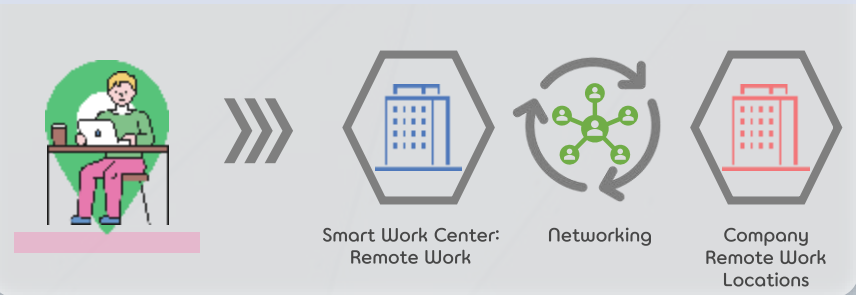 Smart Work Center:
Remote Work
Networking
Company
Remote Work
Locations